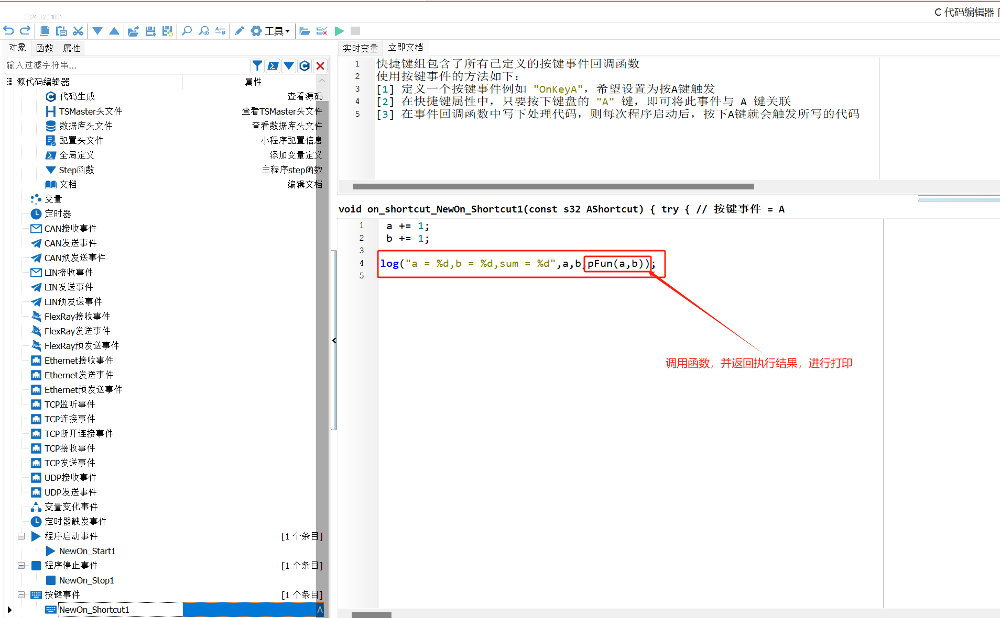 C 代码编辑器 [
2024.3.23.1091
工具
对象 函数 属性
输入过滤字符串...
源代码编辑器 属性
代码生成 查看源码
TSMaster头文件 查看TSMaster头文件
数据库头文件 查看数据库头文件
配置头文件 小程序配置信息
全局定义 添加变量定义
Step函数 主程序step函数
文档 编辑文档
变量
定时器
CAN接收事件
CAN发送事件
CAN预发送事件
LIN接收事件
LIN发送事件
LIN预发送事件
FlexRay接收事件
FlexRay发送事件
FlexRay预发送事件
Ethernet接收事件
Ethernet发送事件
Ethernet预发送事件
TCP监听事件
TCP连接事件
TCP断开连接事件
TCP接收事件
TCP发送事件
UDP接收事件
UDP发送事件
变量变化事件
定时器触发事件
程序启动事件 [1 个条目]
NewOn_Start1
程序停止事件 [1 个条目]
NewOn_Stop1
按键事件 [1 个条目]
NewOn_Shortcut1 A
实时变量 立即文档
1 快捷键组包含了所有已定义的按键事件回调函数
2 使用按键事件的方法如下：
3 [1] 定义一个按键事件例如 "OnKeyA"，希望设置为按A键触发
4 [2] 在快捷键属性中，只要按下键盘的 "A" 键，即可将此事件与 A 键关联
5 [3] 在事件回调函数中写下处理代码，则每次程序启动后，按下A键就会触发所写的代码
void on_shortcut_NewOn_Shortcut1(const s32 AShortcut) { try { // 按键事件 = A
1 a += 1;
2 b += 1;
3
4 log("a = %d,b = %d,sum = %d",a,b,pFun(a,b));
5
调用函数，并返回执行结果，进行打印